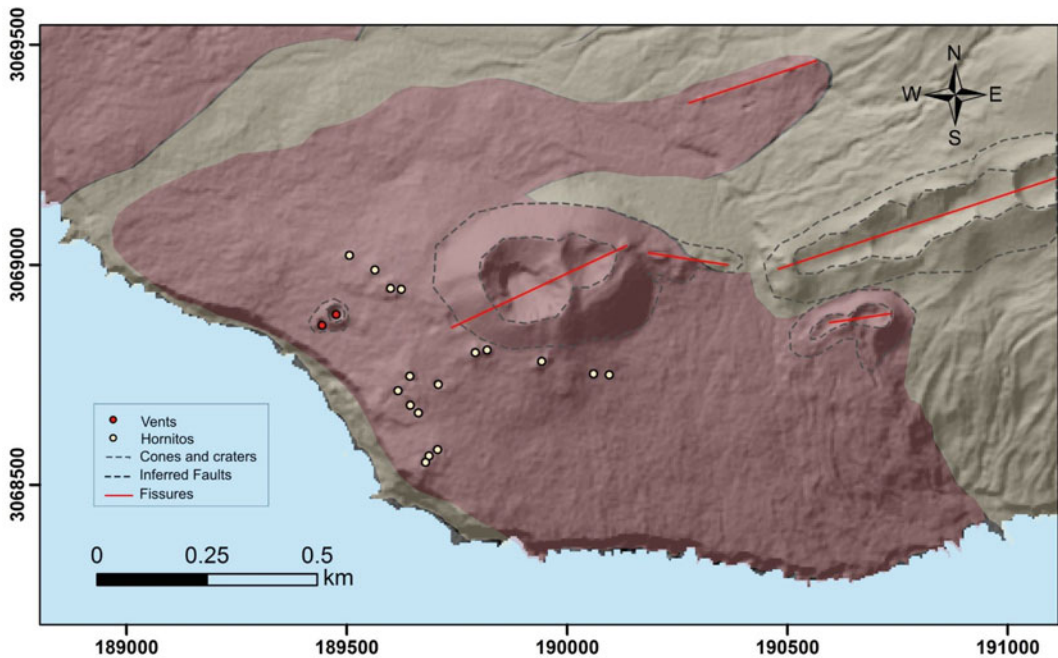 3069500
3069000
3068500
N
W E
S
Vents
Hornitos
Cones and craters
Inferred Faults
Fissures
0 0.25 0.5
km
189000 189500 190000 190500 191000